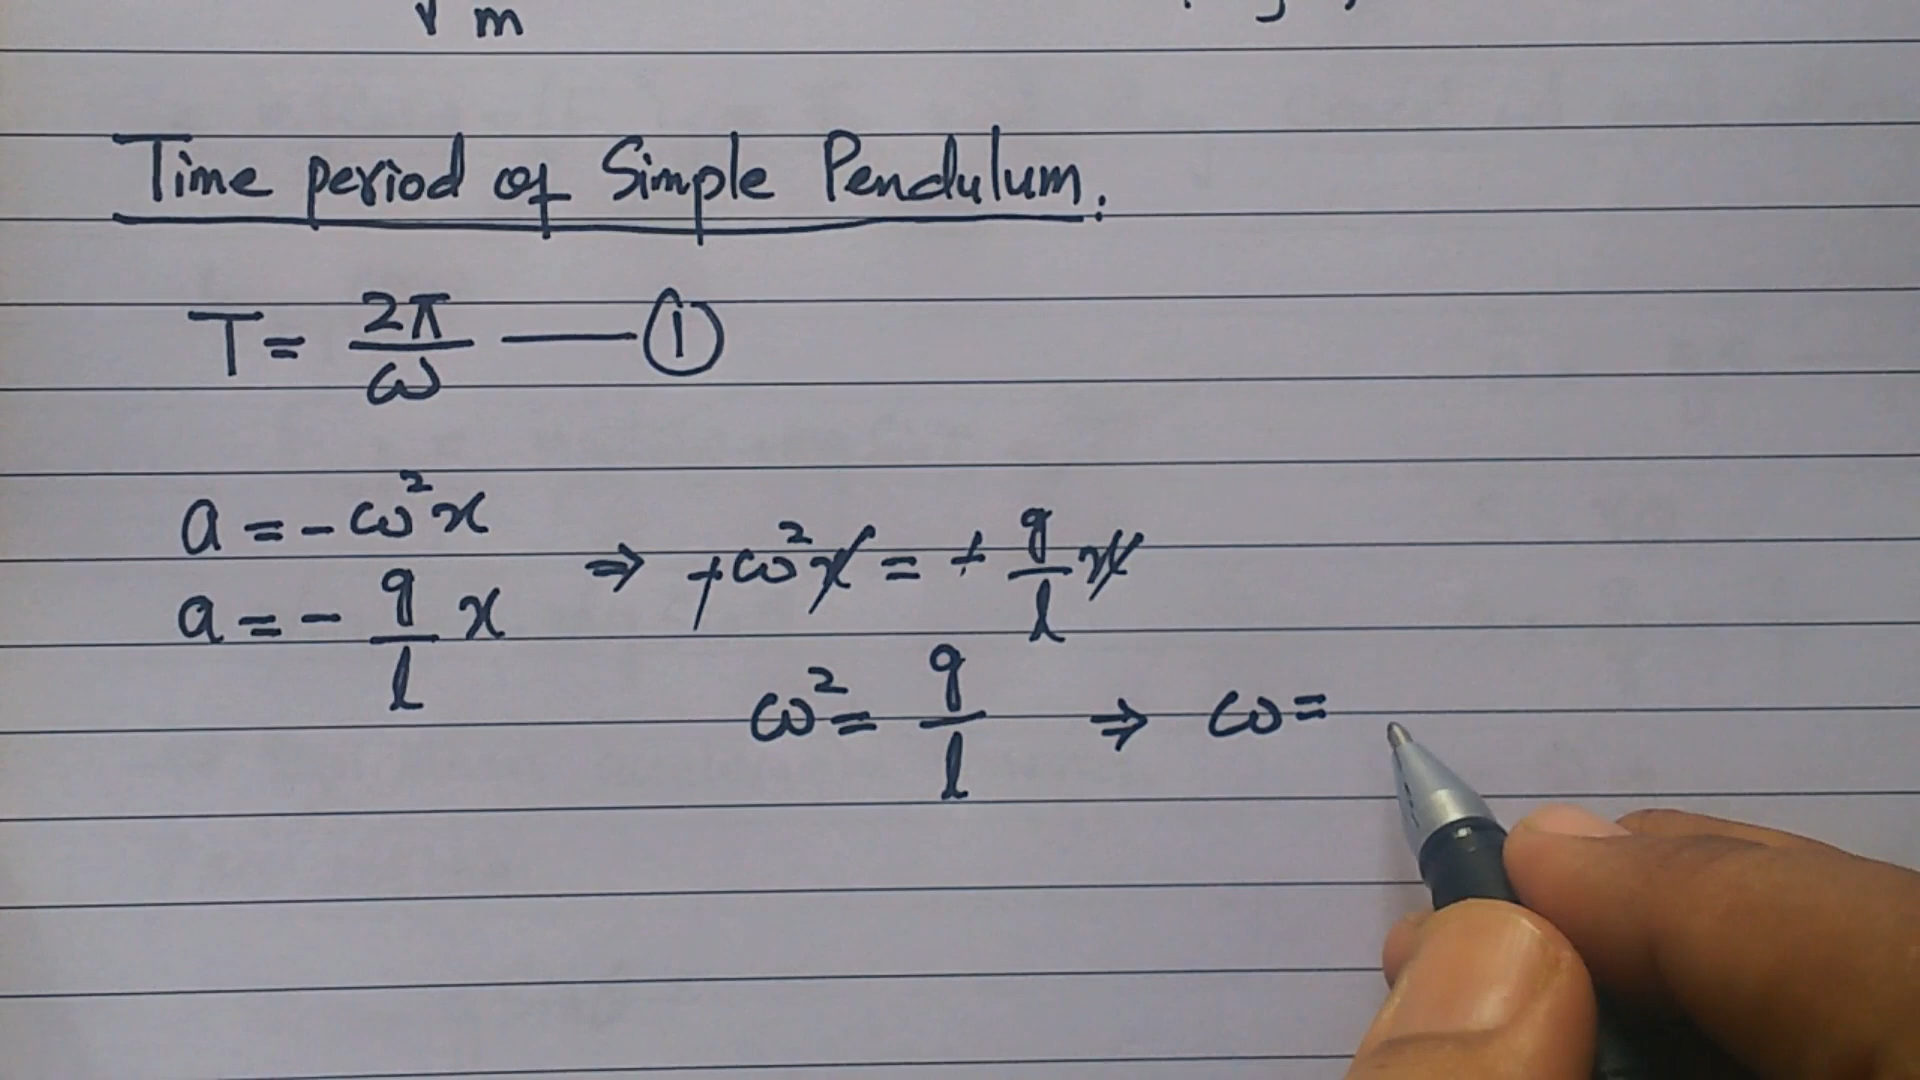 √m
Time period of Simple Pendulum.
T = 2π/ω —— ①
a = - ω²x
a = - g/l x ⇒ +ω²x = + g/l x
ω² = g/l ⇒ ω =